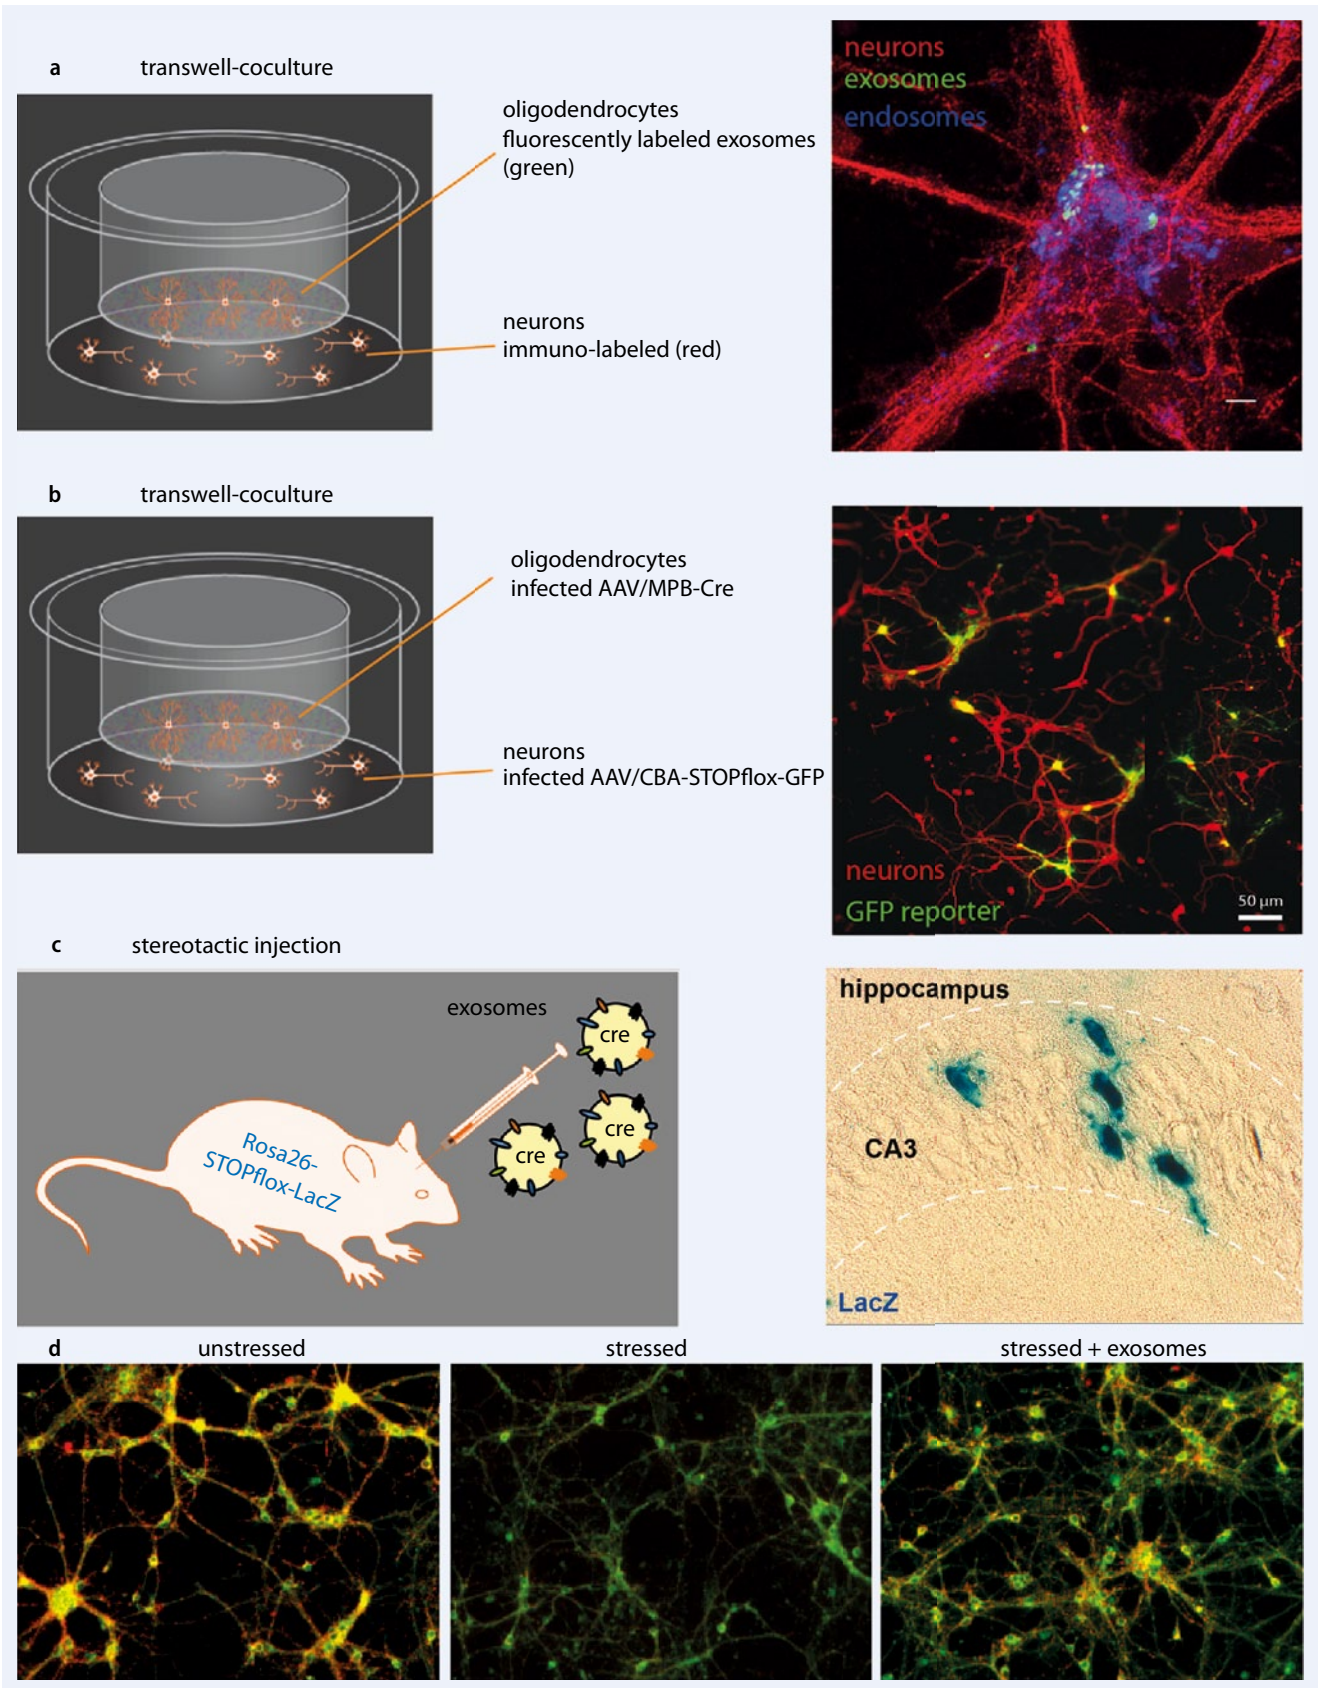 a transwell-coculture
oligodendrocytes
fluorescently labeled exosomes
(green)
neurons
immuno-labeled (red)
neurons
exosomes
endosomes
b transwell-coculture
oligodendrocytes
infected AAV/MPB-Cre
neurons
infected AAV/CBA-STOPflox-GFP
neurons
GFP reporter
50 µm
c stereotactic injection
exosomes
cre
cre
cre
Rosa26-
STOPflox-LacZ
hippocampus
CA3
LacZ
d unstressed
stressed
stressed + exosomes